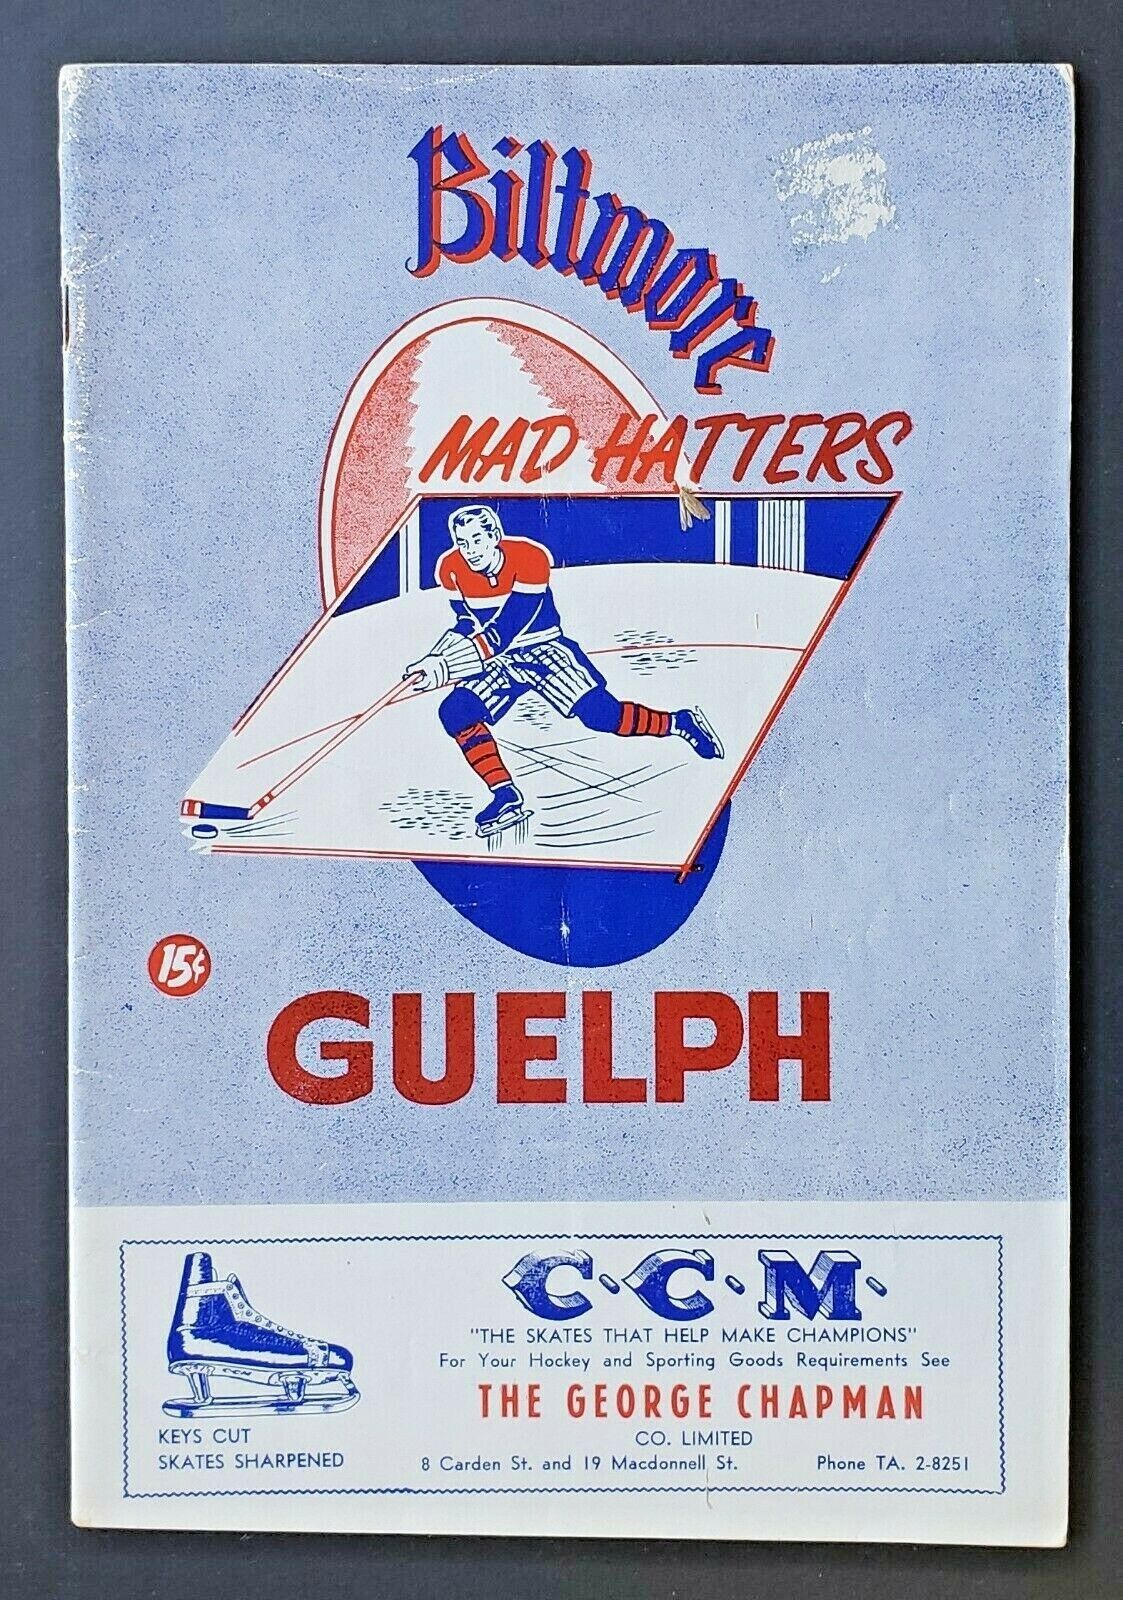 Biltmore
MAD HATTERS
15¢
GUELPH
C·C·M·
"THE SKATES THAT HELP MAKE CHAMPIONS"
For Your Hockey and Sporting Goods Requirements See
THE GEORGE CHAPMAN
CO. LIMITED
8 Carden St. and 19 Macdonnell St. Phone TA. 2-8251
CCM
KEYS CUT
SKATES SHARPENED